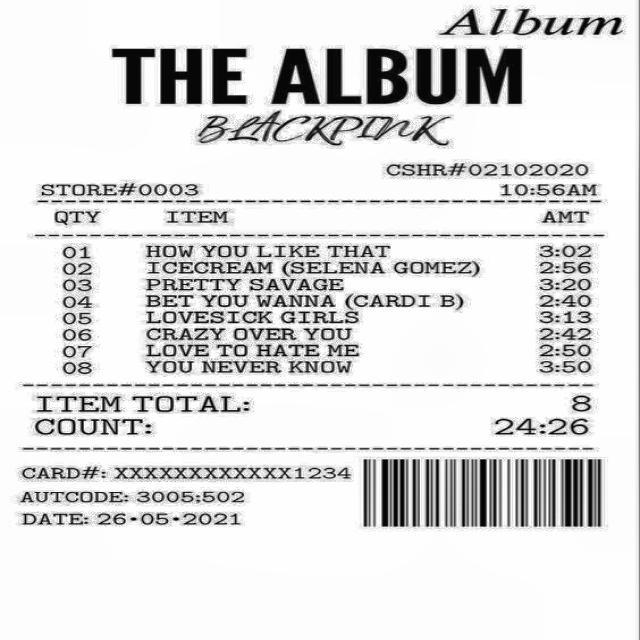 Album
THE ALBUM
BLACKPINK
CSHR#02102020
STORE#0003 10:56AM
QTY ITEM AMT
01 HOW YOU LIKE THAT 3:02
02 ICECREAM (SELENA GOMEZ) 2:56
03 PRETTY SAVAGE 3:20
04 BET YOU WANNA (CARDI B) 2:40
05 LOVESICK GIRLS 3:13
06 CRAZY OVER YOU 2:42
07 LOVE TO HATE ME 2:50
08 YOU NEVER KNOW 3:50
ITEM TOTAL: 8
COUNT: 24:26
CARD#: XXXXXXXXXXXX1234
AUTCODE: 3005:502
DATE: 26•05•2021